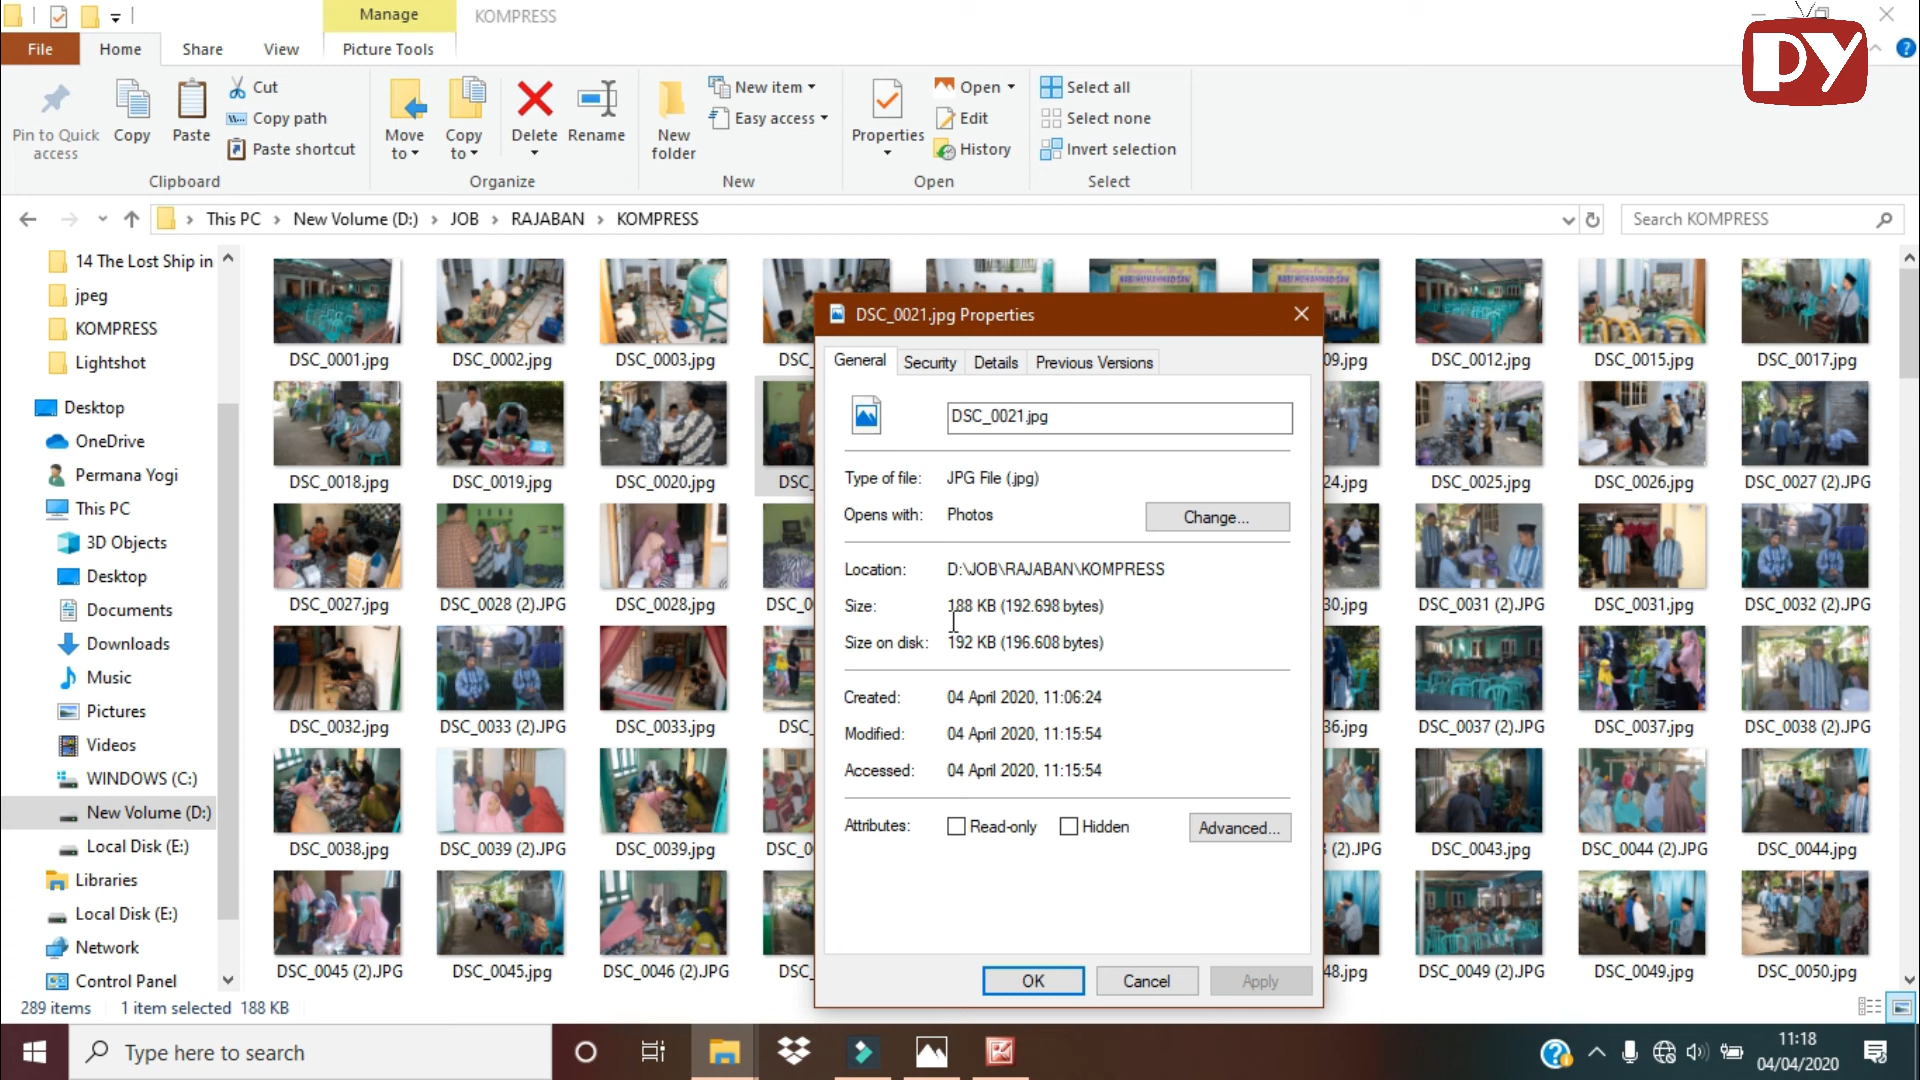 Manage
KOMPRESS
File
Home
Share
View
Picture Tools
PY
Pin to Quick access
Copy
Paste
Cut
Copy path
Paste shortcut
Clipboard
Move to
Copy to
Delete
Rename
Organize
New folder
New item
Easy access
New
Properties
Open
Edit
History
Open
Select all
Select none
Invert selection
Select
This PC > New Volume (D:) > JOB > RAJABAN > KOMPRESS
Search KOMPRESS
14 The Lost Ship in
jpeg
KOMPRESS
Lightshot
Desktop
OneDrive
Permana Yogi
This PC
3D Objects
Desktop
Documents
Downloads
Music
Pictures
Videos
WINDOWS (C:)
New Volume (D:)
Local Disk (E:)
Libraries
Local Disk (E:)
Network
Control Panel
DSC_0001.jpg DSC_0002.jpg DSC_0003.jpg DSC_ 09.jpg DSC_0012.jpg DSC_0015.jpg DSC_0017.jpg
DSC_0018.jpg DSC_0019.jpg DSC_0020.jpg DSC_ 24.jpg DSC_0025.jpg DSC_0026.jpg DSC_0027 (2).JPG
DSC_0027.jpg DSC_0028 (2).JPG DSC_0028.jpg DSC_0 30.jpg DSC_0031 (2).JPG DSC_0031.jpg DSC_0032 (2).JPG
DSC_0032.jpg DSC_0033 (2).JPG DSC_0033.jpg DSC_ 36.jpg DSC_0037 (2).JPG DSC_0037.jpg DSC_0038 (2).JPG
DSC_0038.jpg DSC_0039 (2).JPG DSC_0039.jpg DSC_0 (2).JPG DSC_0043.jpg DSC_0044 (2).JPG DSC_0044.jpg
DSC_0045 (2).JPG DSC_0045.jpg DSC_0046 (2).JPG DSC_ 48.jpg DSC_0049 (2).JPG DSC_0049.jpg DSC_0050.jpg
DSC_0021.jpg Properties
General
Security
Details
Previous Versions
DSC_0021.jpg
Type of file: JPG File (.jpg)
Opens with: Photos
Change...
Location: D:\JOB\RAJABAN\KOMPRESS
Size: 188 KB (192.698 bytes)
Size on disk: 192 KB (196.608 bytes)
Created: 04 April 2020, 11:06:24
Modified: 04 April 2020, 11:15:54
Accessed: 04 April 2020, 11:15:54
Attributes: Read-only Hidden
Advanced...
OK
Cancel
Apply
289 items
1 item selected 188 KB
Type here to search
11:18
04/04/2020